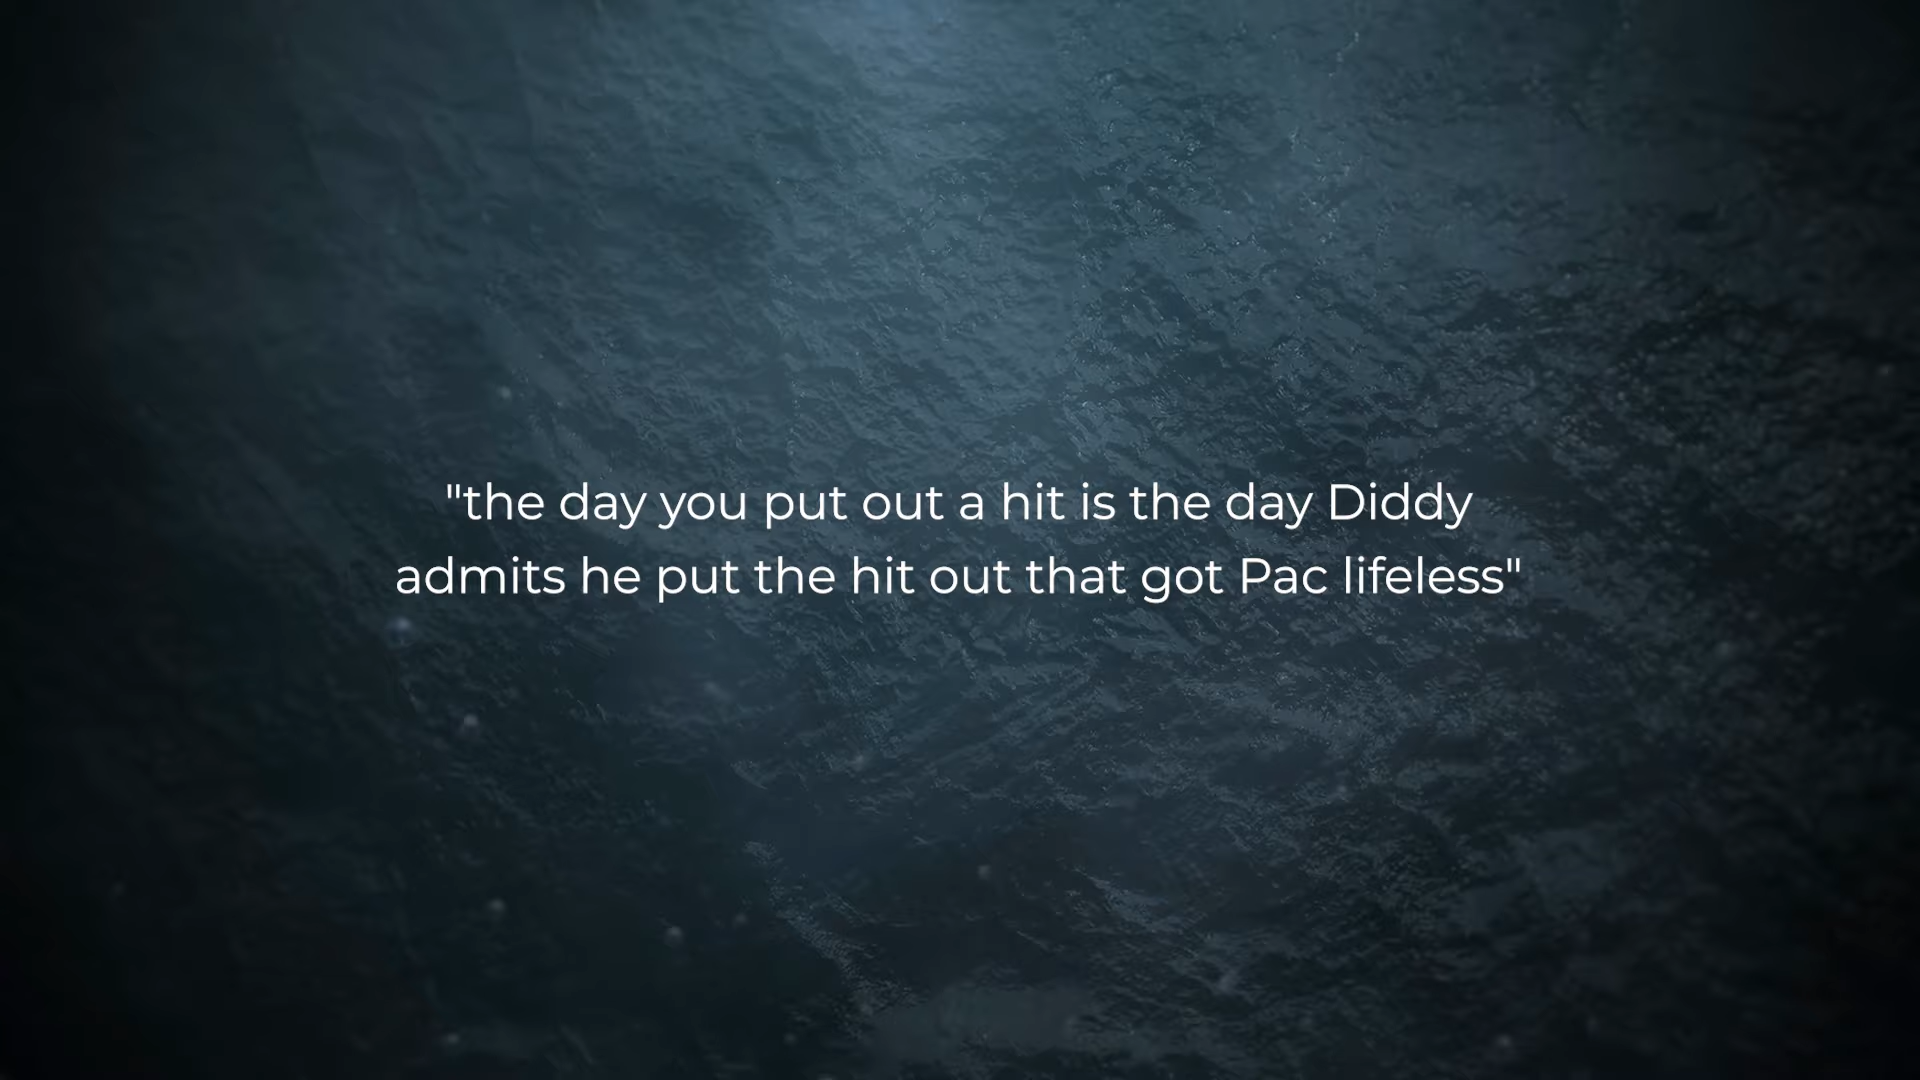 "the day you put out a hit is the day Diddy
admits he put the hit out that got Pac lifeless"